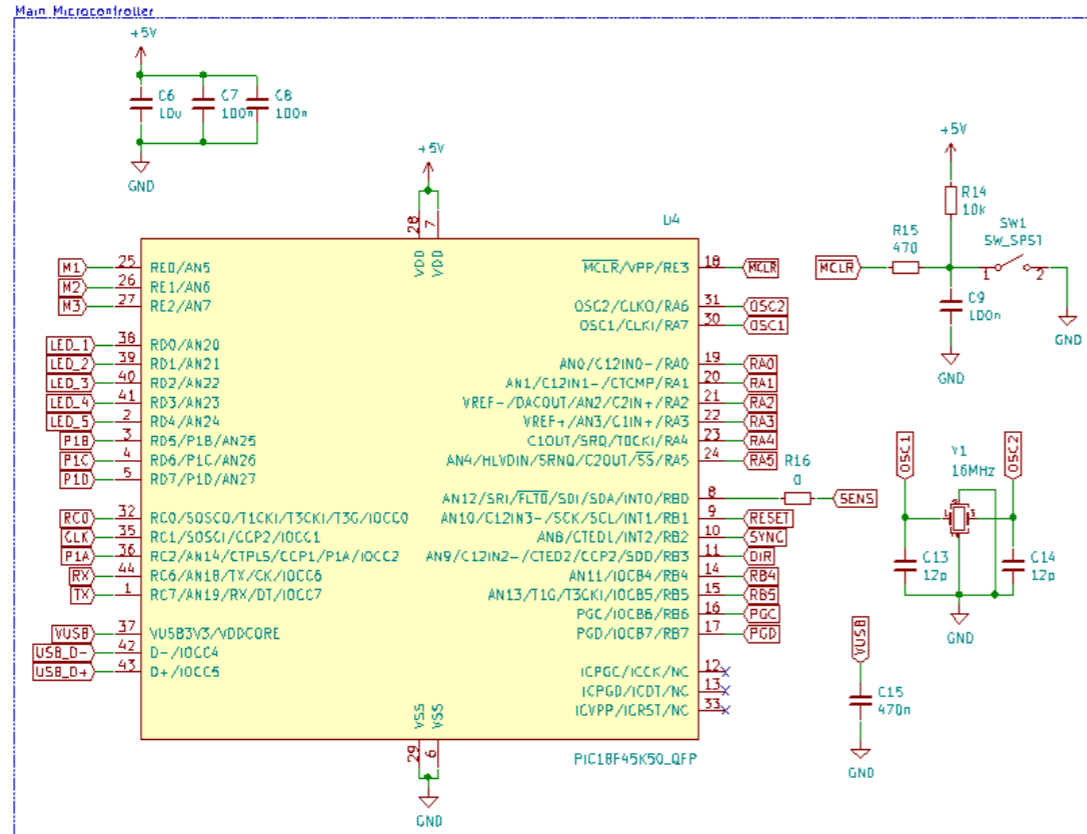 Main Microcontroller
+5V
C6
10u
C7
100n
C8
100n
GND
+5V
28
7
VDD
VDD
U4
M1 25 RE0/AN5
M2 26 RE1/AN6
M3 27 RE2/AN7
LED_1 38 RD0/AN20
LED_2 39 RD1/AN21
LED_3 40 RD2/AN22
LED_4 41 RD3/AN23
LED_5 2 RD4/AN24
P1B 3 RD5/P1B/AN25
P1C 4 RD6/P1C/AN26
P1D 5 RD7/P1D/AN27
RC0 32 RC0/SOSCO/T1CKI/T3CKI/T3G/IOCC0
CLK 35 RC1/SOSCI/CCP2/IOCC1
P1A 36 RC2/AN14/CTPLS/CCP1/P1A/IOCC2
RX 44 RC6/AN18/TX/CK/IOCC6
TX 1 RC7/AN19/RX/DT/IOCC7
VUSB 37 VUSB3V3/VDDCORE
USB_D- 42 D-/IOCC4
USB_D+ 43 D+/IOCC5
MCLR/VPP/RE3 18 MCLR
OSC2/CLKO/RA6 31 OSC2
OSC1/CLKI/RA7 30 OSC1
AN0/C12IN0-/RA0 19 RA0
AN1/C12IN1-/CTCMP/RA1 20 RA1
VREF-/DACOUT/AN2/C2IN+/RA2 21 RA2
VREF+/AN3/C1IN+/RA3 22 RA3
C1OUT/SRQ/T0CKI/RA4 23 RA4
AN4/HLVDIN/SRNQ/C2OUT/SS/RA5 24 RA5
AN12/SRI/FLT0/SDI/SDA/INT0/RB0 8
R16
0
SENS
AN10/C12IN3-/SCK/SCL/INT1/RB1 9 RESET
AN8/CTED1/INT2/RB2 10 SYNC
AN9/C12IN2-/CTED2/CCP2/SDO/RB3 11 DIR
AN11/IOCB4/RB4 14 RB4
AN13/T1G/T3CKI/IOCB5/RB5 15 RB5
PGC/IOCB6/RB6 16 PGC
PGD/IOCB7/RB7 17 PGD
ICPGC/ICCK/NC 12
ICPGD/ICDT/NC 13
ICVPP/ICRST/NC 33
VSS
VSS
29
6
GND
PIC18F45K50_QFP
+5V
R14
10k
R15
470
MCLR
SW1
SW_SPST
1
2
C9
100n
GND
GND
OSC1
OSC2
Y1
16MHz
C13
12p
C14
12p
GND
VUSB
C15
470n
GND